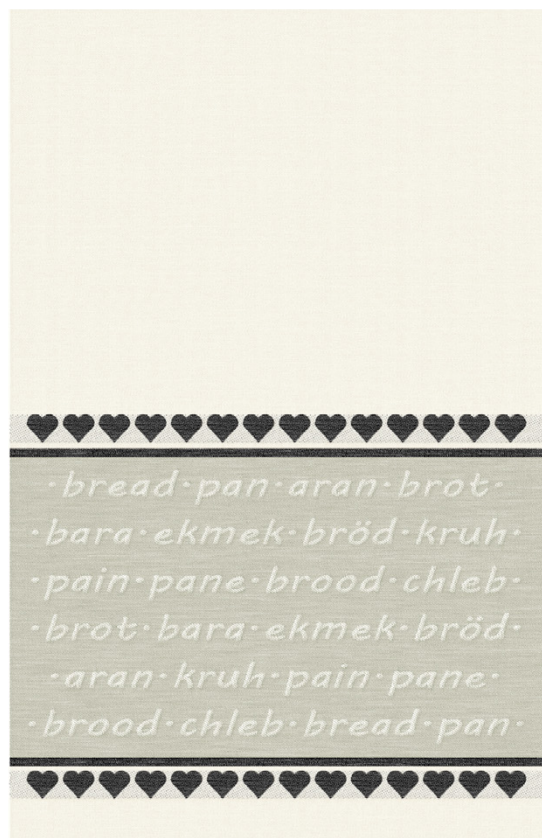 ·bread·pan·aran·brot·
·bara·ekmek·bröd·kruh·
·pain·pane·brood·chleb·
·brot·bara·ekmek·bröd·
·aran·kruh·pain·pane·
·brood·chleb·bread·pan·